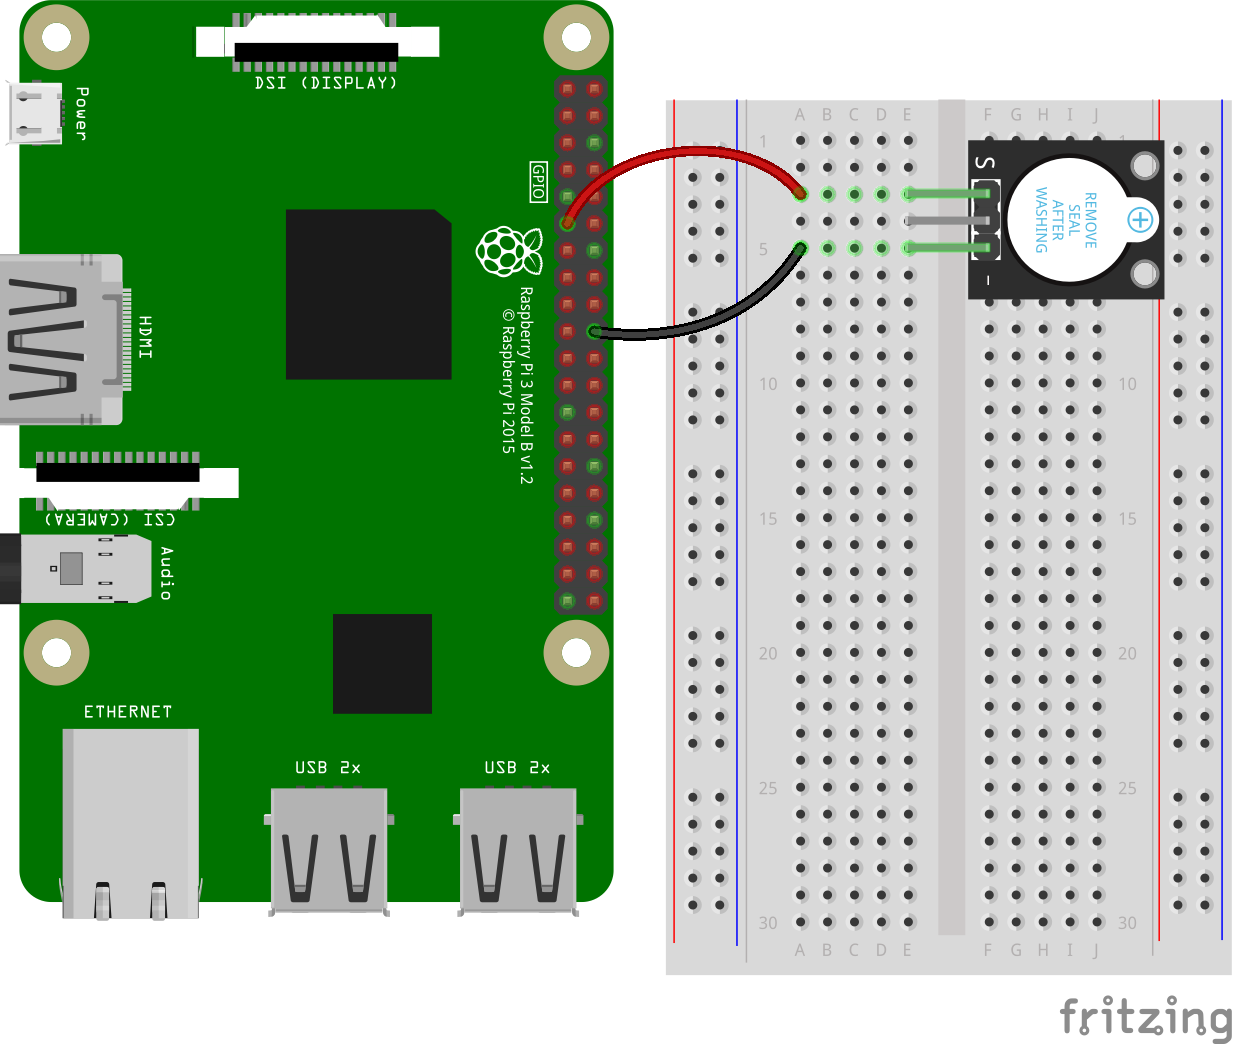 DSI (DISPLAY)
Power
GPIO
HDMI
Raspberry Pi 3 Model B v1.2
© Raspberry Pi 2015
CSI (CAMERA)
Audio
ETHERNET
USB 2x
USB 2x
A B C D E F G H I J
1 1
5
10 10
15 15
20 20
25 25
30 30
A B C D E F G H I J
S
-
REMOVE
SEAL
AFTER
WASHING
+
fritzing